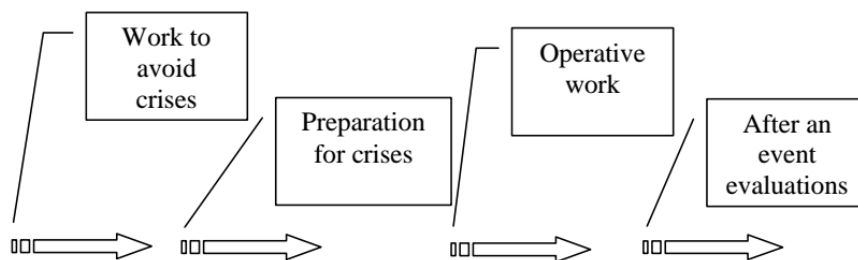 Work to
avoid
crises
Preparation
for crises
Operative
work
After an
event
evaluations